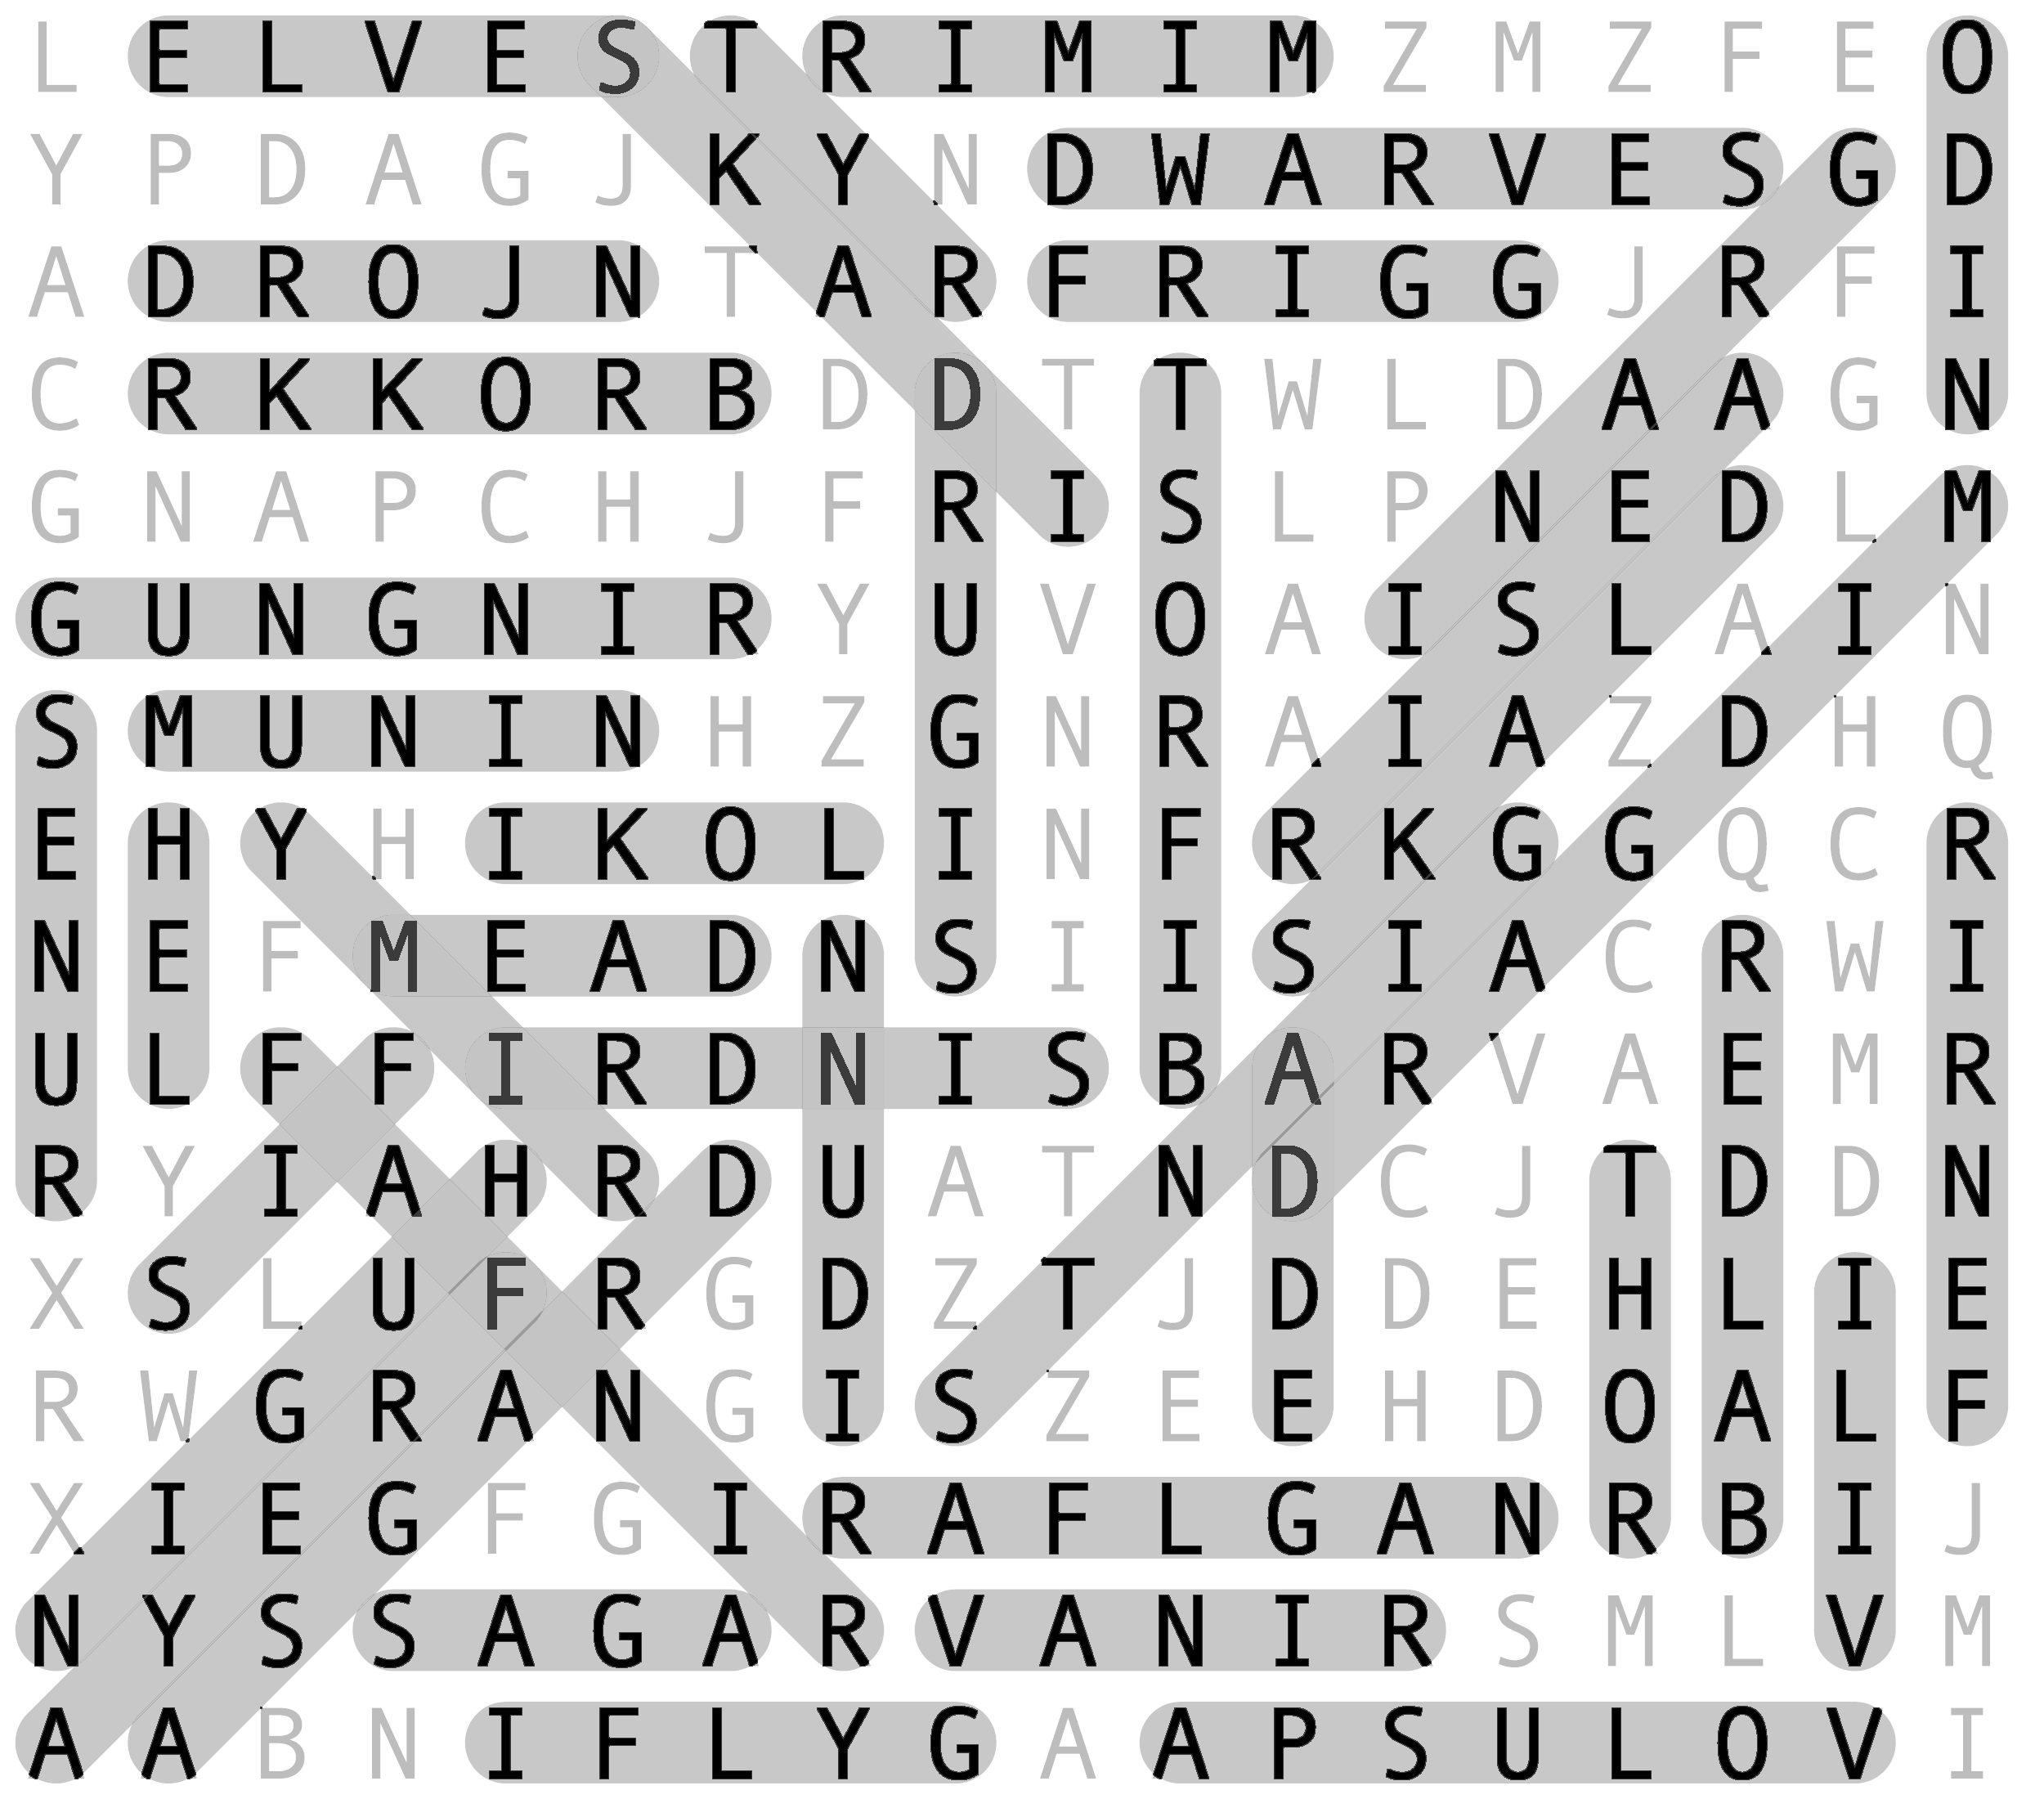 L E L V E S T R I M I M Z M Z F E O
Y P D A G J K Y N D W A R V E S G D
A D R O J N T A R F R I G G J R F I
C R K K O R B D D T T W L D A A G N
G N A P C H J F R I S L P N E D L M
G U N G N I R Y U V O A I S L A I N
S M U N I N H Z G N R A I A Z D H Q
E H Y H I K O L I N F R K G G Q C R
N E F M E A D N S I I S I A C R W I
U L F F I R D N I S B A R V A E M R
R Y I A H R D U A T N D C J T D D N
X S L U F R G D Z T J D D E H L I E
R W G R A N G I S Z E E H D O A L F
X I E G F G I R A F L G A N R B I J
N Y S S A G A R V A N I R S M L V M
A A B N I F L Y G A A P S U L O V I